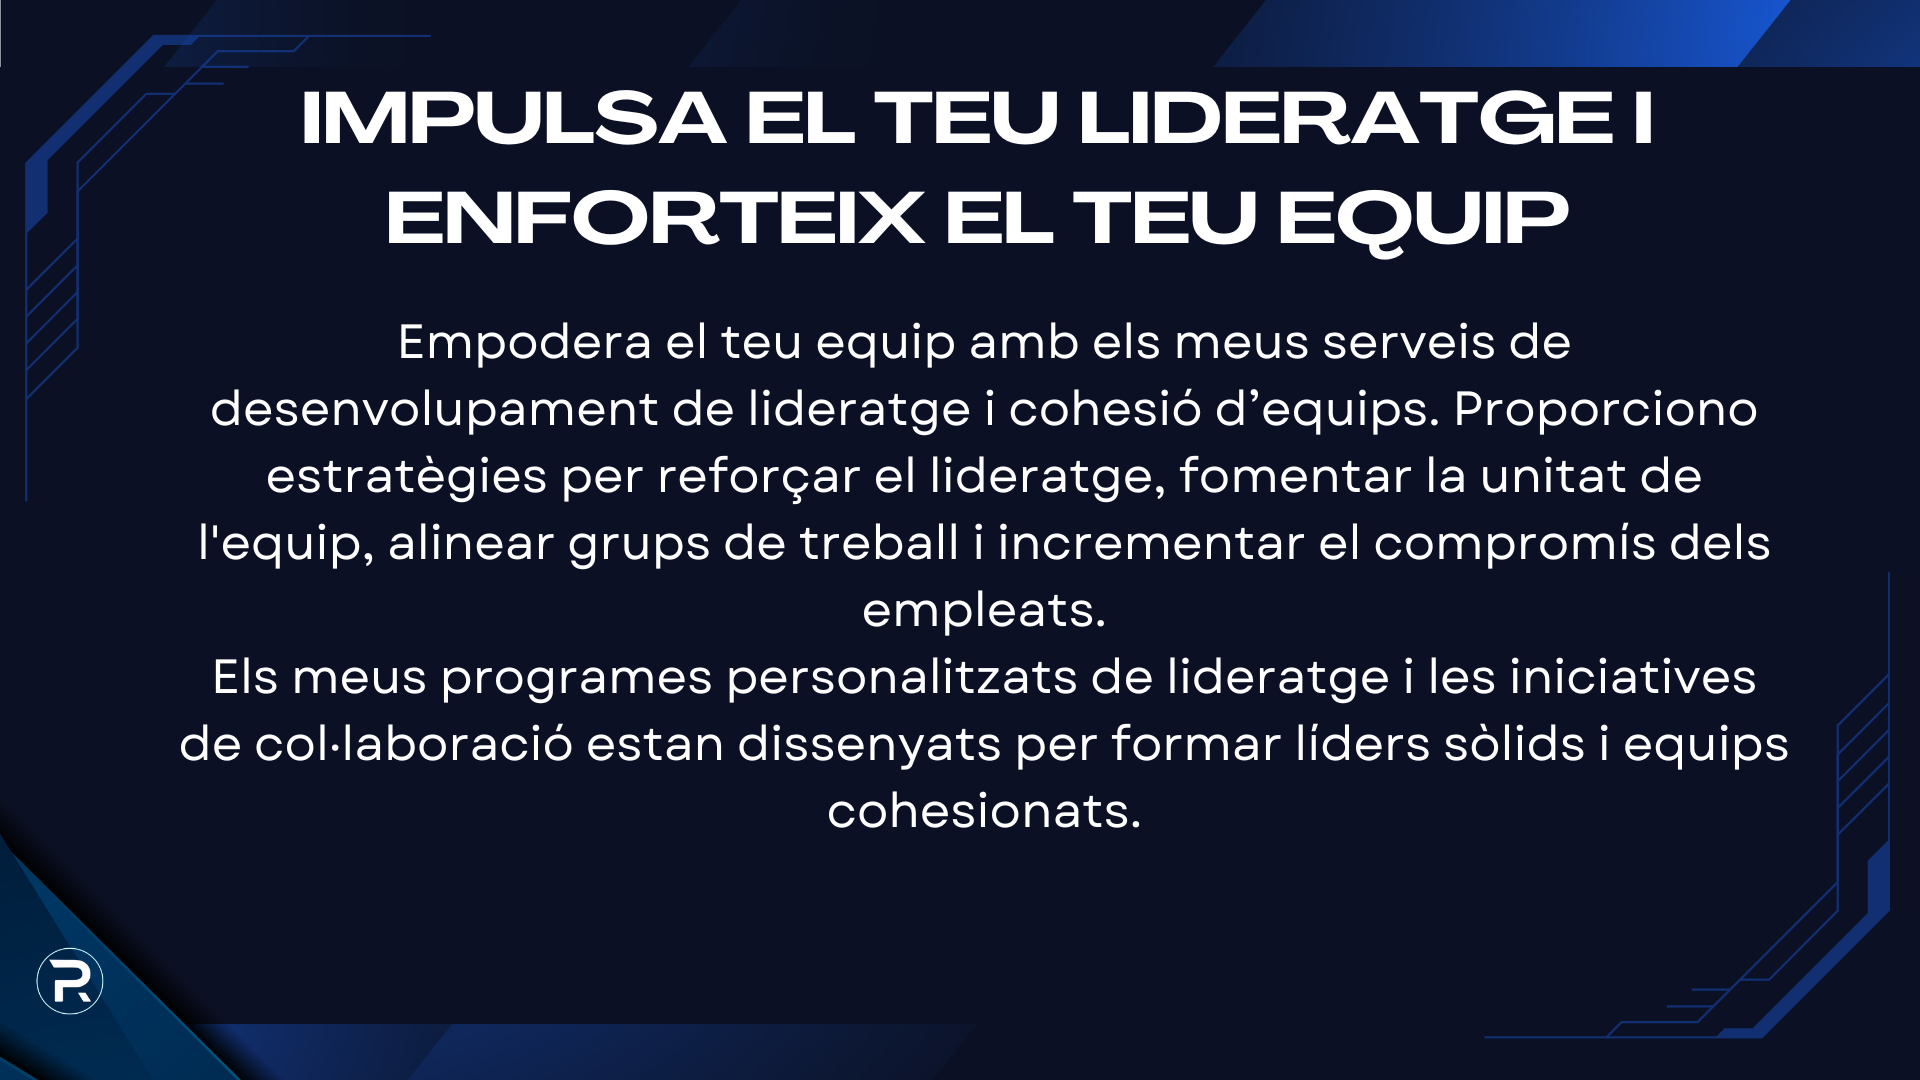 IMPULSA EL TEU LIDERATGE I
ENFORTEIX EL TEU EQUIP
Empodera el teu equip amb els meus serveis de
desenvolupament de lideratge i cohesió d’equips. Proporciono
estratègies per reforçar el lideratge, fomentar la unitat de
l'equip, alinear grups de treball i incrementar el compromís dels
empleats.
Els meus programes personalitzats de lideratge i les iniciatives
de col·laboració estan dissenyats per formar líders sòlids i equips
cohesionats.
R